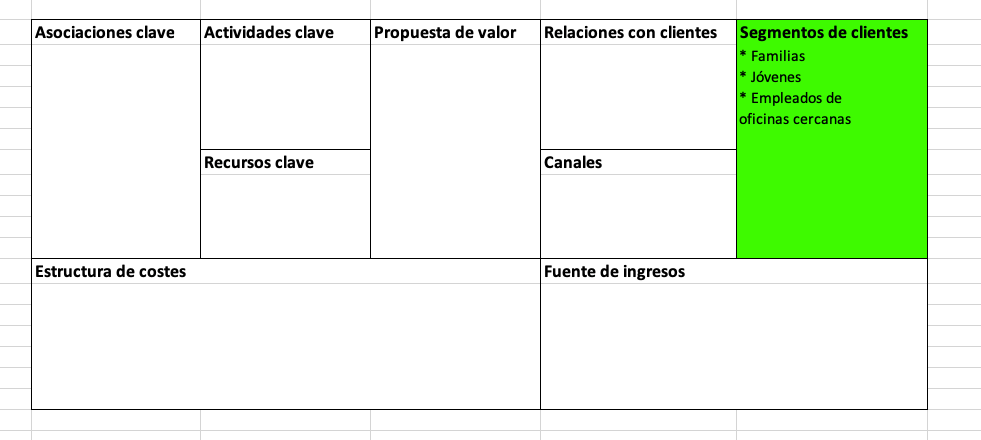 Asociaciones clave
Actividades clave
Recursos clave
Propuesta de valor
Relaciones con clientes
Canales
Segmentos de clientes
* Familias
* Jóvenes
* Empleados de
oficinas cercanas
Estructura de costes
Fuente de ingresos